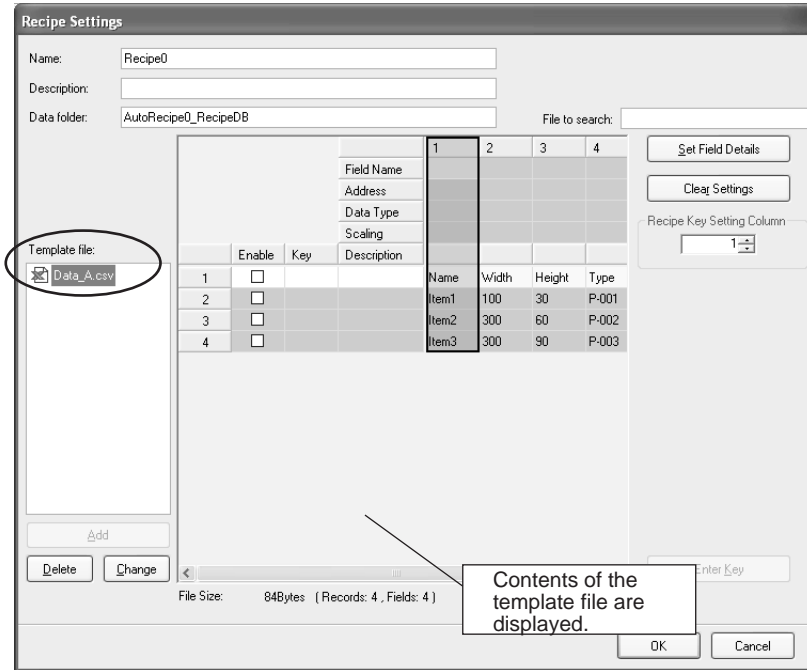 Recipe Settings
Name: Recipe0
Description:
Data folder: AutoRecipe0_RecipeDB File to search:
1 2 3 4
Field Name
Address
Data Type
Scaling
Enable Key Description
Set Field Details
Clear Settings
Recipe Key Setting Column
1
Template file:
Data_A.csv
1 Name Width Height Type
2 Item1 100 30 P-001
3 Item2 300 60 P-002
4 Item3 300 90 P-003
Add
Delete Change
File Size: 84Bytes ( Records: 4 , Fields: 4 )
Contents of the
template file are
displayed.
Enter Key
OK Cancel